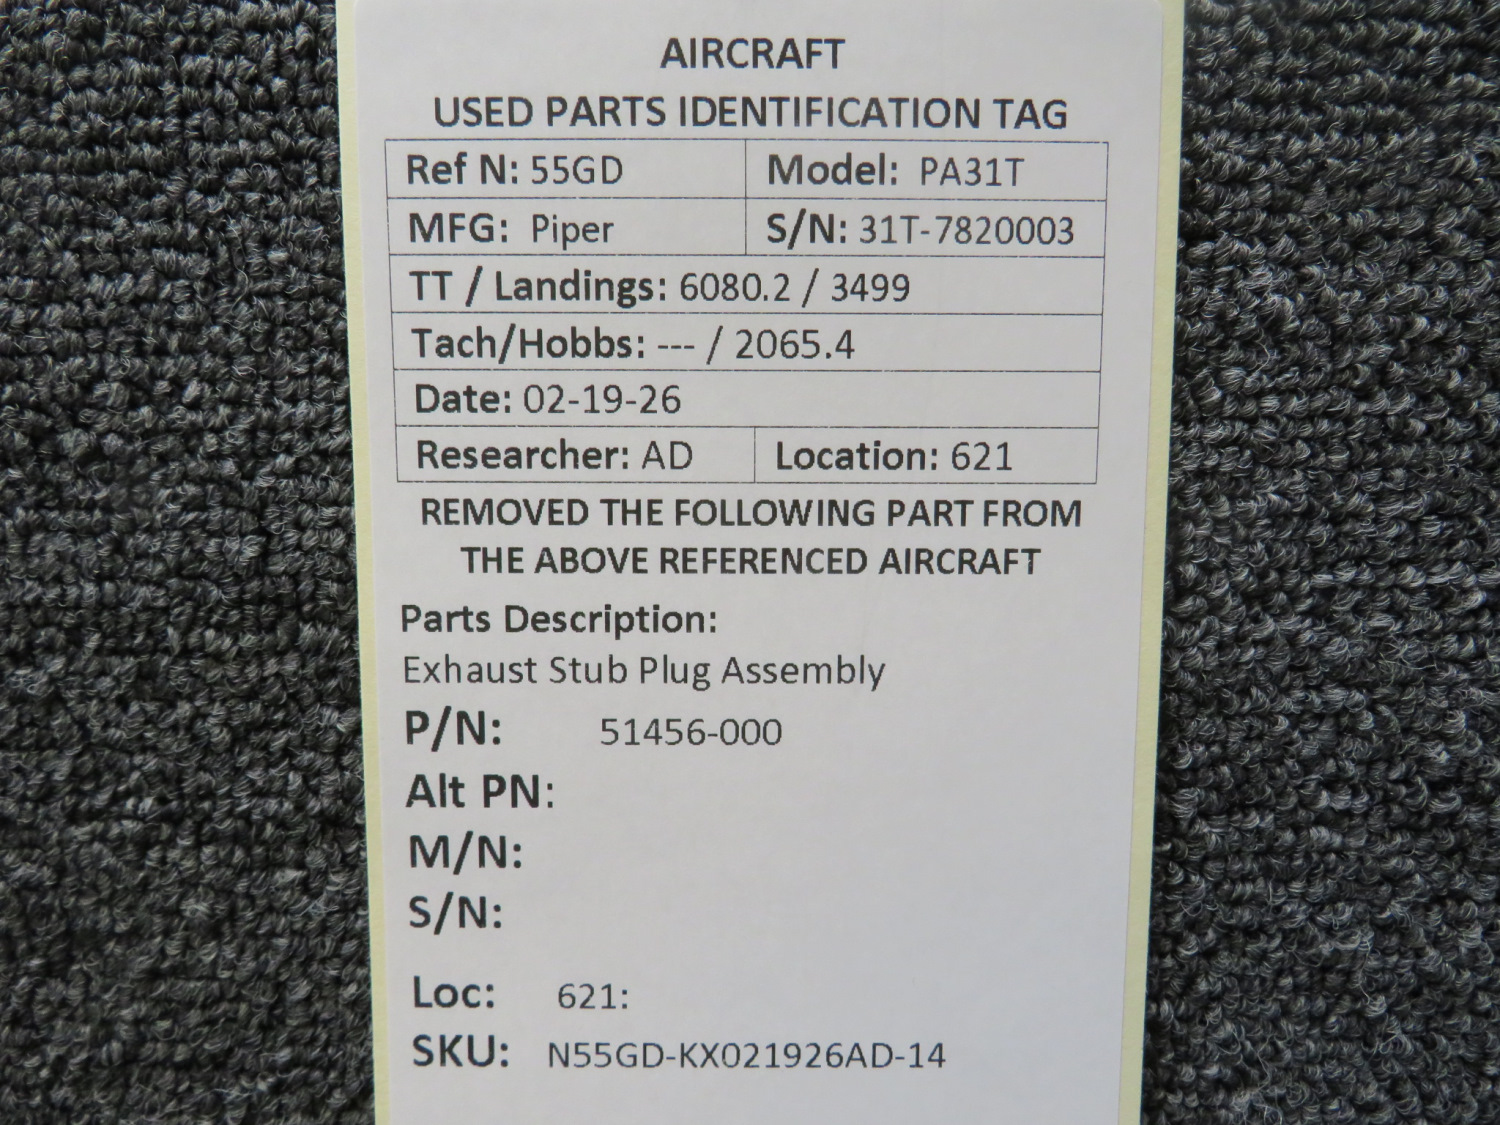 AIRCRAFT
USED PARTS IDENTIFICATION TAG
Ref N: 55GD Model: PA31T
MFG: Piper S/N: 31T-7820003
TT / Landings: 6080.2 / 3499
Tach/Hobbs: --- / 2065.4
Date: 02-19-26
Researcher: AD Location: 621
REMOVED THE FOLLOWING PART FROM
THE ABOVE REFERENCED AIRCRAFT
Parts Description:
Exhaust Stub Plug Assembly
P/N: 51456-000
Alt PN:
M/N:
S/N:
Loc: 621:
SKU: N55GD-KX021926AD-14